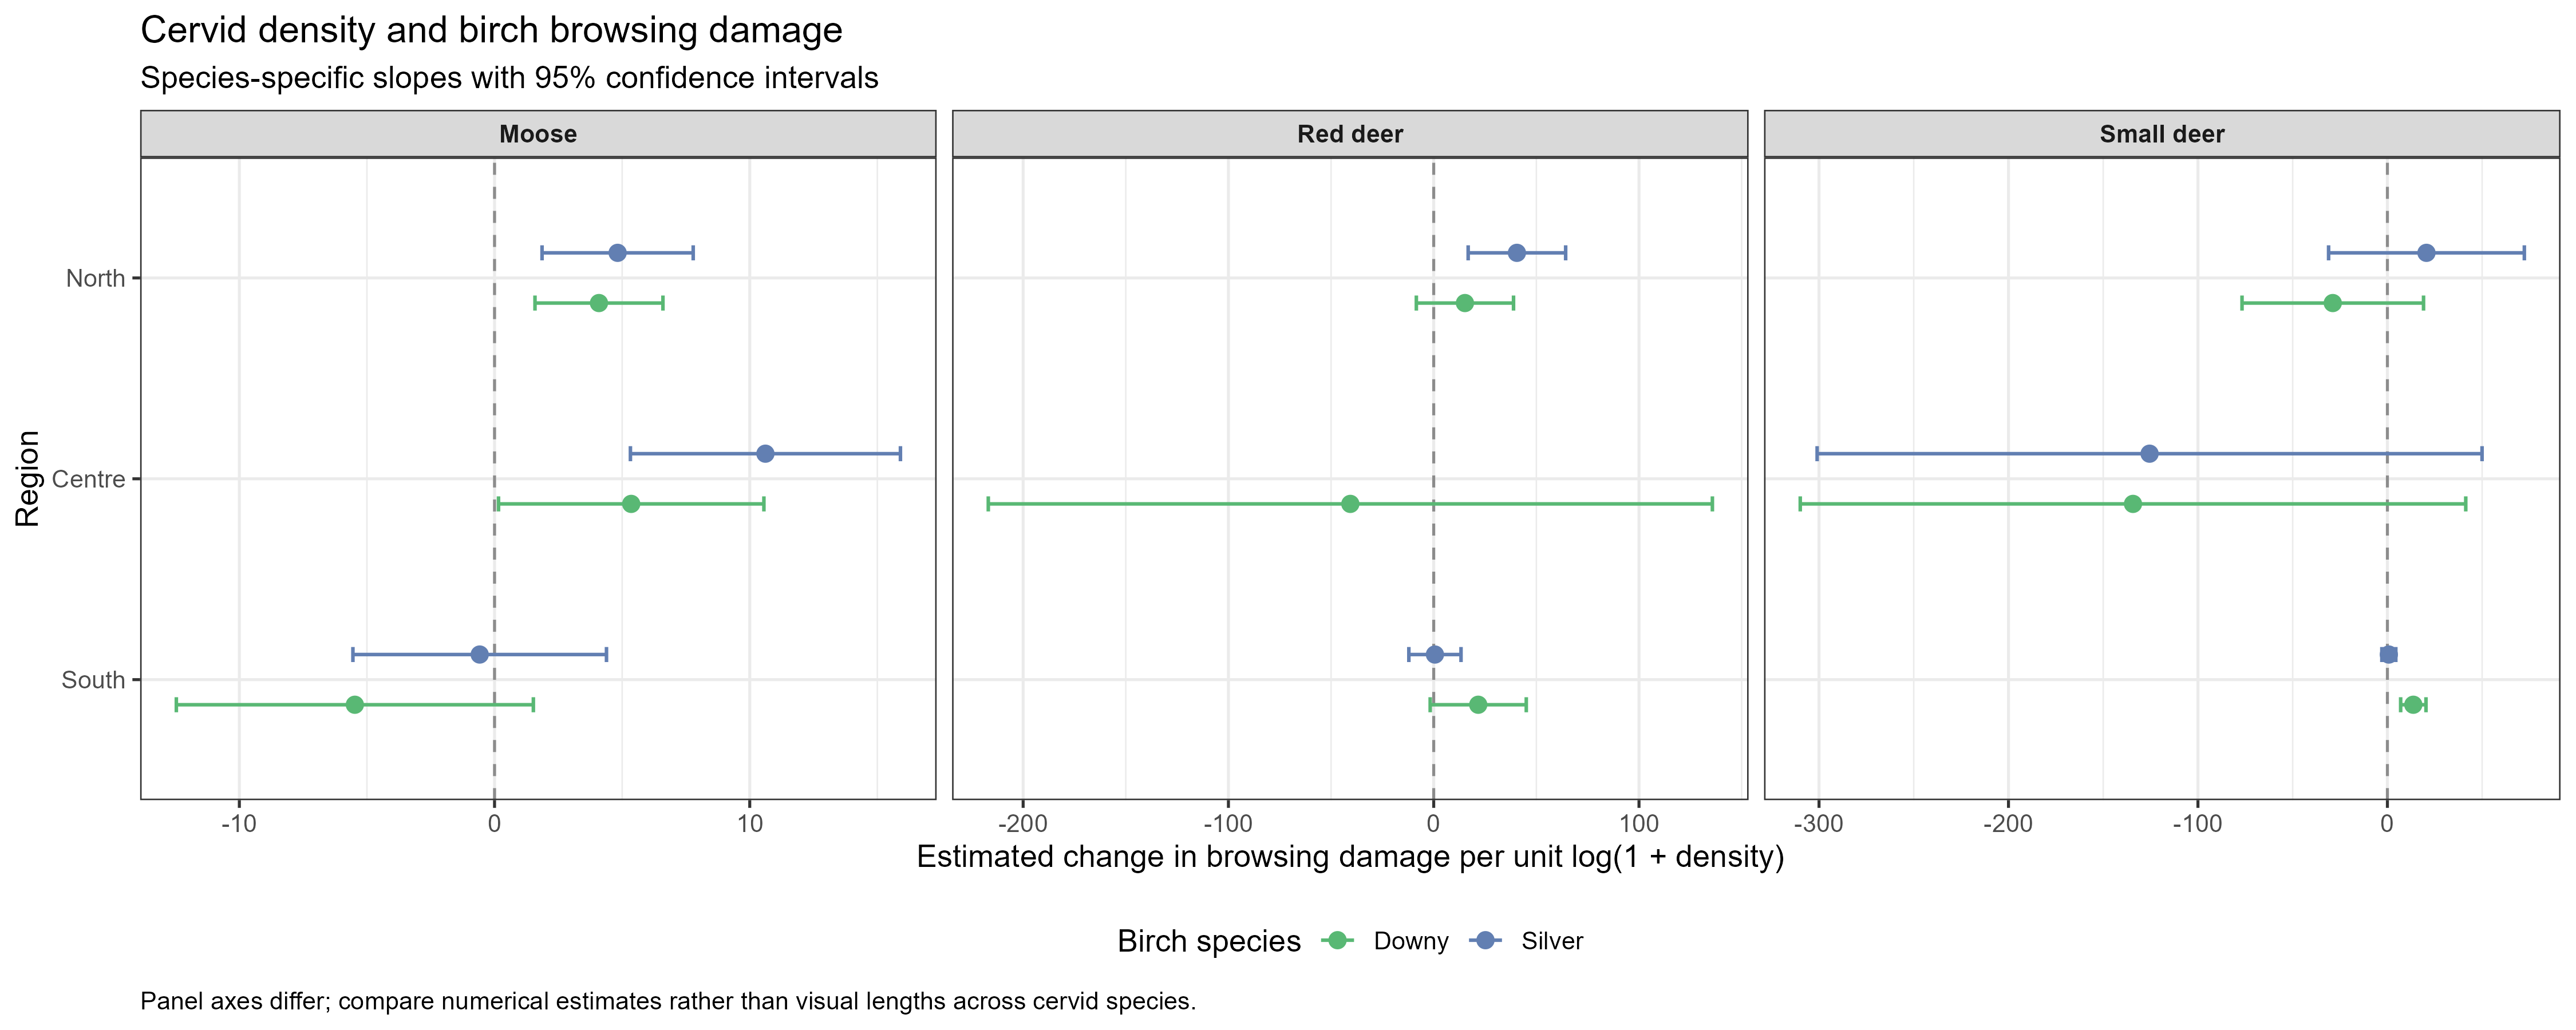 Cervid density and birch browsing damage
Species-specific slopes with 95% confidence intervals
Moose
Red deer
Small deer
Region
North
Centre
South
-10 0 10
-200 -100 0 100
-300 -200 -100 0
Estimated change in browsing damage per unit log(1 + density)
Birch species Downy Silver
Panel axes differ; compare numerical estimates rather than visual lengths across cervid species.